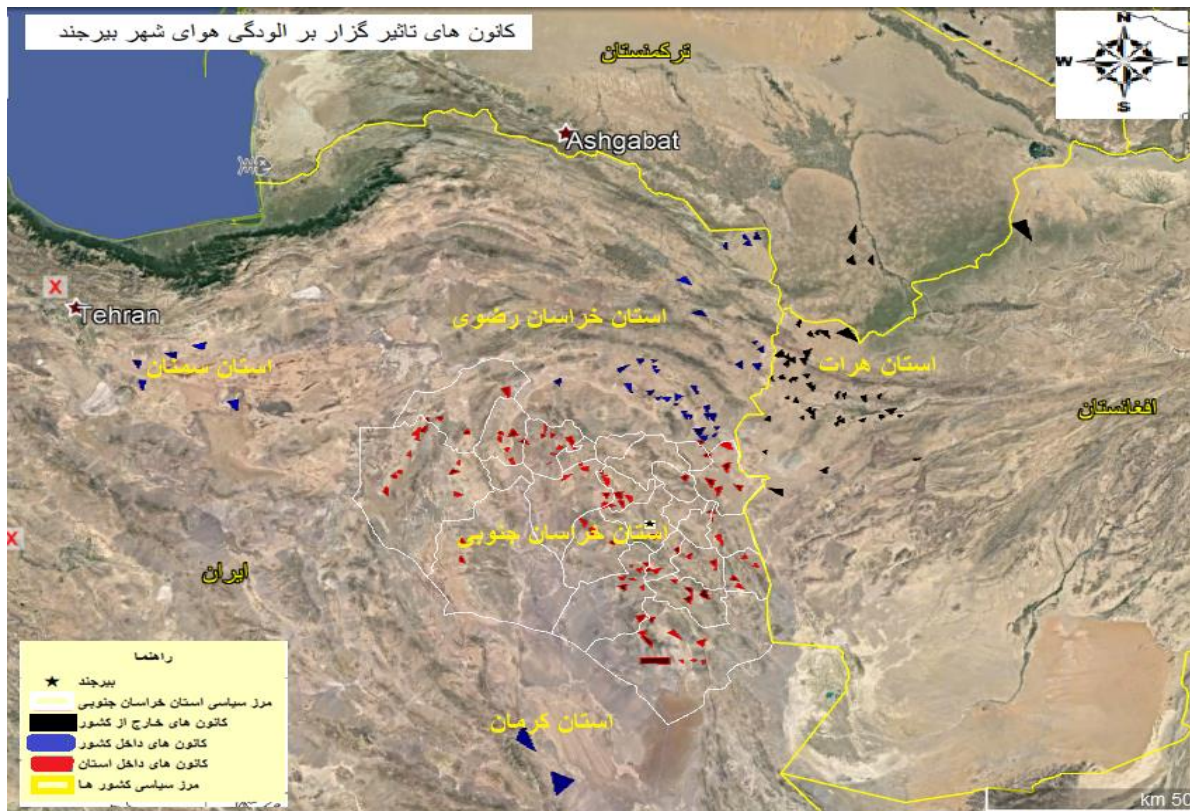 کانون های تاثیر گزار بر الودگی هوای شهر بیرجند
N
W E
S
ترکمنستان
Ashgabat
Tehran
استان خراسان رضوی
استان سمنان
استان هرات
افغانستان
استان خراسان جنوبی
ایران
استان کرمان
راهنما
بیرجند
مرز سیاسی استان خراسان جنوبی
کانون های خارج از کشور
کانون های داخل کشور
کانون های داخل استان
مرز سیاسی کشور ها
km 50